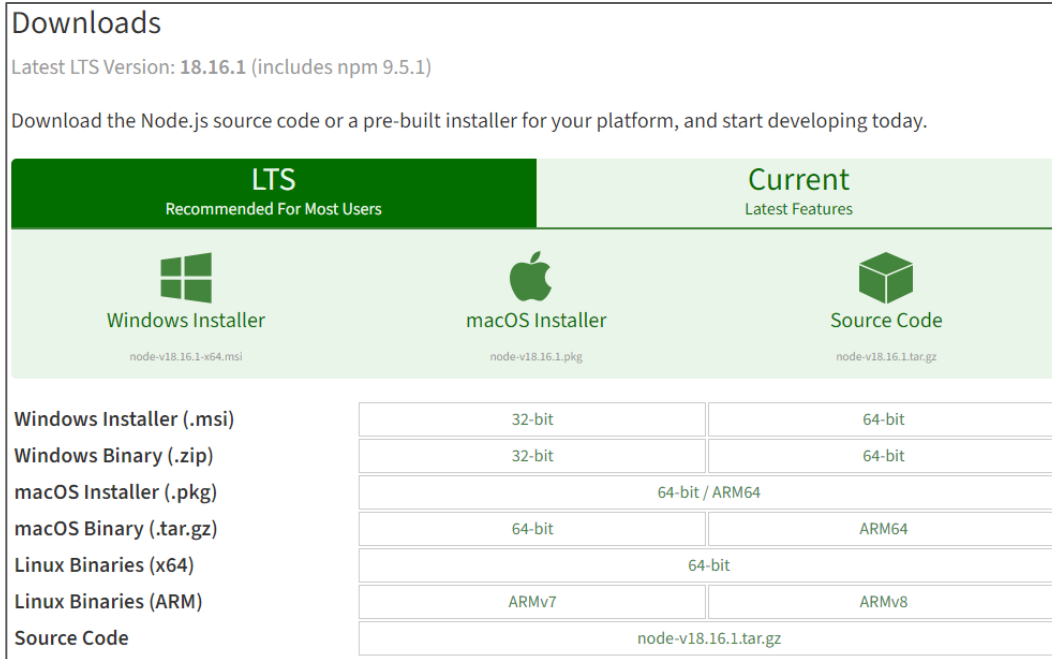 Downloads
Latest LTS Version: 18.16.1 (includes npm 9.5.1)
Download the Node.js source code or a pre-built installer for your platform, and start developing today.
LTS Current
Recommended For Most Users Latest Features
Windows Installer macOS Installer Source Code
node-v18.16.1-x64.msi node-v18.16.1.pkg node-v18.16.1.tar.gz
Windows Installer (.msi) 32-bit 64-bit
Windows Binary (.zip) 32-bit 64-bit
macOS Installer (.pkg) 64-bit / ARM64
macOS Binary (.tar.gz) 64-bit ARM64
Linux Binaries (x64) 64-bit
Linux Binaries (ARM) ARMv7 ARMv8
Source Code node-v18.16.1.tar.gz